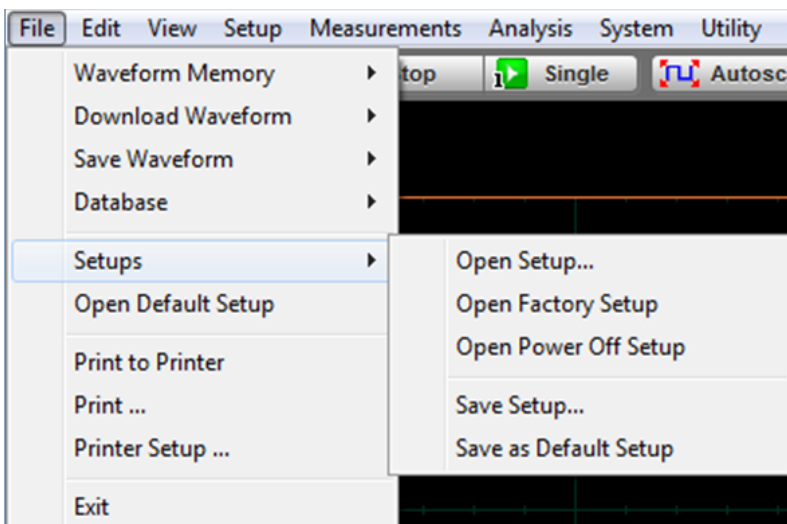 File Edit View Setup Measurements Analysis System Utility
Single
Waveform Memory
Download Waveform
Save Waveform
Database
Setups
Open Default Setup
Print to Printer
Print ...
Printer Setup ...
Exit
Open Setup...
Open Factory Setup
Open Power Off Setup
Save Setup...
Save as Default Setup